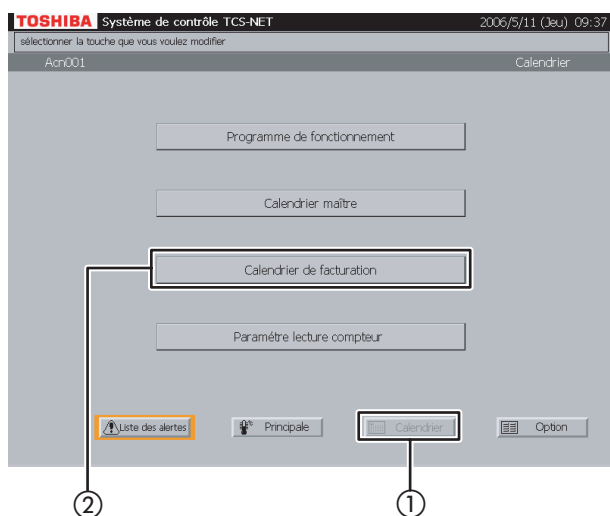 TOSHIBA Système de contrôle TCS-NET 2006/5/11 (Jeu) 09:37
sélectionner la touche que vous voulez modifier
Acn001 Calendrier
Programme de fonctionnement
Calendrier maître
Calendrier de facturation
Paramétre lecture compteur
Liste des alertes Principale Calendrier Option
② ①